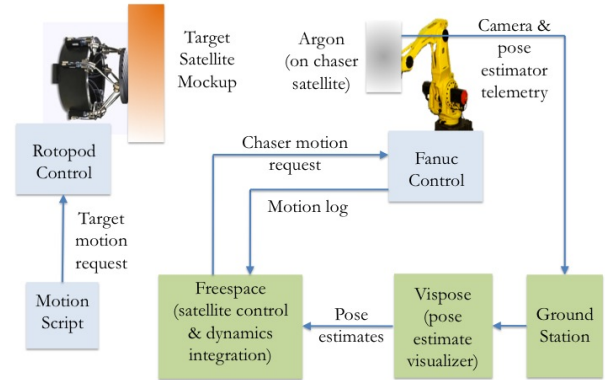 Target
Satellite
Mockup
Argon
(on chaser
satellite)
Camera &
pose
estimator
telemetry
Rotopod
Control
Chaser motion
request
Fanuc
Control
Motion log
Target
motion
request
Motion
Script
Freespace
(satellite control
& dynamics
integration)
Pose
estimates
Vispose
(pose
estimate
visualizer)
Ground
Station